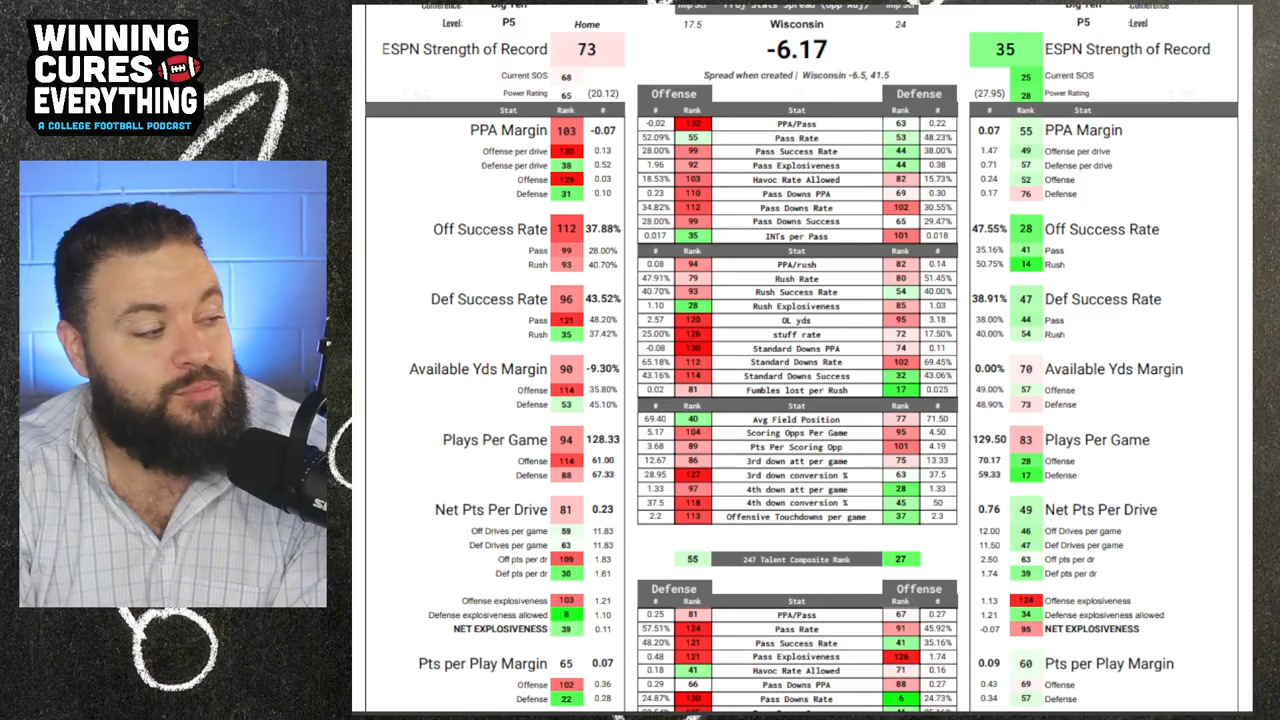 WINNING
CURES
EVERYTHING
A COLLEGE FOOTBALL PODCAST
Level: P5 Home 17.5 Wisconsin 24 P5 Level
ESPN Strength of Record 73 -6.17 35 ESPN Strength of Record
Current SOS 68 Spread when created | Wisconsin -6.5, 41.5 25 Current SOS
Power Rating 65 (20.12) (27.95) 28 Power Rating
Stat Rank #
PPA Margin 103 -0.07
Offense per drive 130 0.13
Defense per drive 38 0.52
Offense 129 0.03
Defense 31 0.10
Off Success Rate 112 37.88%
Pass 99 28.00%
Rush 93 40.70%
Def Success Rate 96 43.52%
Pass 121 48.20%
Rush 35 37.42%
Available Yds Margin 90 -9.30%
Offense 114 35.80%
Defense 53 45.10%
Plays Per Game 94 128.33
Offense 114 61.00
Defense 88 67.33
Net Pts Per Drive 81 0.23
Off Drives per game 59 11.83
Def Drives per game 63 11.83
Off pts per dr 109 1.83
Def pts per dr 30 1.61
Offense explosiveness 103 1.21
Defense explosiveness allowed 8 1.10
NET EXPLOSIVENESS 39 0.11
Pts per Play Margin 65 0.07
Offense 102 0.36
Defense 22 0.28
Offense Defense
# Rank Stat Rank #
-0.02 132 PPA/Pass 63 0.22
52.09% 55 Pass Rate 53 48.23%
28.00% 99 Pass Success Rate 44 38.00%
1.96 92 Pass Explosiveness 44 0.38
18.53% 103 Havoc Rate Allowed 82 15.73%
0.23 110 Pass Downs PPA 69 0.30
34.82% 112 Pass Downs Rate 102 30.55%
28.00% 99 Pass Downs Success 65 29.47%
0.017 35 INTs per Pass 101 0.018
# Rank Stat Rank #
0.08 94 PPA/rush 82 0.14
47.91% 79 Rush Rate 80 51.45%
40.70% 93 Rush Success Rate 54 40.00%
1.10 28 Rush Explosiveness 85 1.03
2.57 120 OL yds 95 3.18
25.00% 126 stuff rate 72 17.50%
-0.08 130 Standard Downs PPA 74 0.11
65.18% 112 Standard Downs Rate 102 69.45%
43.16% 114 Standard Downs Success 32 43.06%
0.02 81 Fumbles lost per Rush 17 0.025
# Rank Stat Rank #
69.40 40 Avg Field Position 77 71.50
5.17 104 Scoring Opps Per Game 95 4.50
3.68 89 Pts Per Scoring Opp 101 4.19
12.67 86 3rd down att per game 75 13.33
28.95 127 3rd down conversion % 63 37.5
1.33 97 4th down att per game 28 1.33
37.5 118 4th down conversion % 45 50
2.2 113 Offensive Touchdowns per game 37 2.3
55 247 Talent Composite Rank 27
Defense Offense
# Rank Stat Rank #
0.25 81 PPA/Pass 67 0.27
57.51% 124 Pass Rate 91 45.92%
48.20% 121 Pass Success Rate 41 35.16%
0.48 121 Pass Explosiveness 126 1.74
0.18 41 Havoc Rate Allowed 71 0.16
0.29 66 Pass Downs PPA 88 0.27
24.87% 130 Pass Downs Rate 6 24.73%
# Rank Stat
0.07 55 PPA Margin
1.47 49 Offense per drive
0.71 57 Defense per drive
0.24 52 Offense
0.17 76 Defense
47.55% 28 Off Success Rate
35.16% 41 Pass
50.75% 14 Rush
38.91% 47 Def Success Rate
38.00% 44 Pass
40.00% 54 Rush
0.00% 70 Available Yds Margin
49.00% 57 Offense
48.90% 73 Defense
129.50 83 Plays Per Game
70.17 28 Offense
59.33 17 Defense
0.76 49 Net Pts Per Drive
12.00 46 Off Drives per game
11.50 47 Def Drives per game
2.50 63 Off pts per dr
1.74 39 Def pts per dr
1.13 124 Offense explosiveness
1.21 34 Defense explosiveness allowed
-0.07 95 NET EXPLOSIVENESS
0.09 60 Pts per Play Margin
0.43 69 Offense
0.34 57 Defense